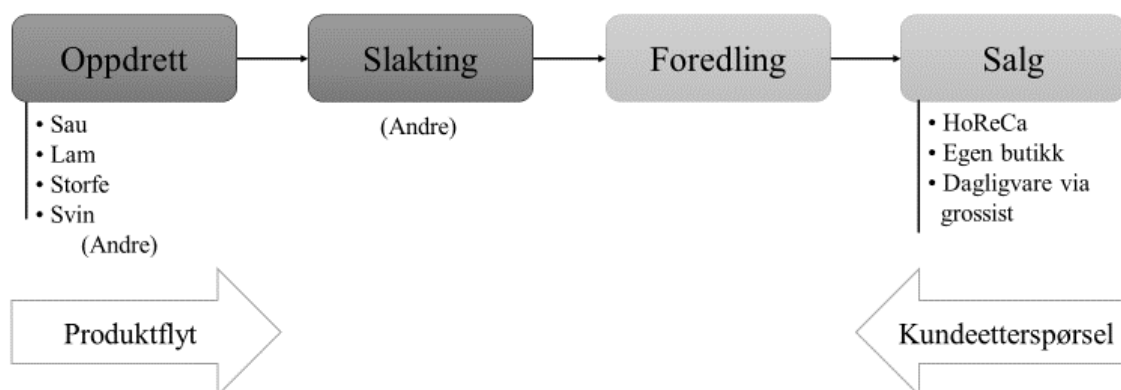 Oppdrett
Slakting
Foredling
Salg
• Sau
• Lam
• Storfe
• Svin
(Andre)
(Andre)
• HoReCa
• Egen butikk
• Dagligvare via
grossist
Produktflyt
Kundeetterspørsel